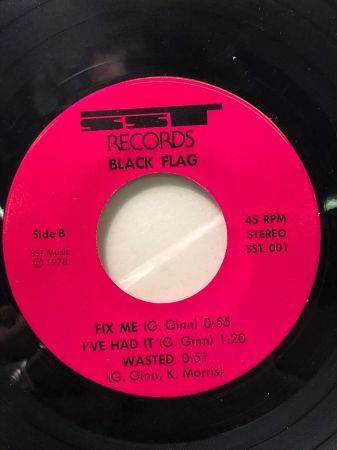 SST
RECORDS
BLACK FLAG
Side B
SST Music
© 1978
45 RPM
STEREO
SST-001
FIX ME (G. Ginn) 0:55
I'VE HAD IT (G. Ginn) 1:20
WASTED 0:51
(G. Ginn, K. Morris)